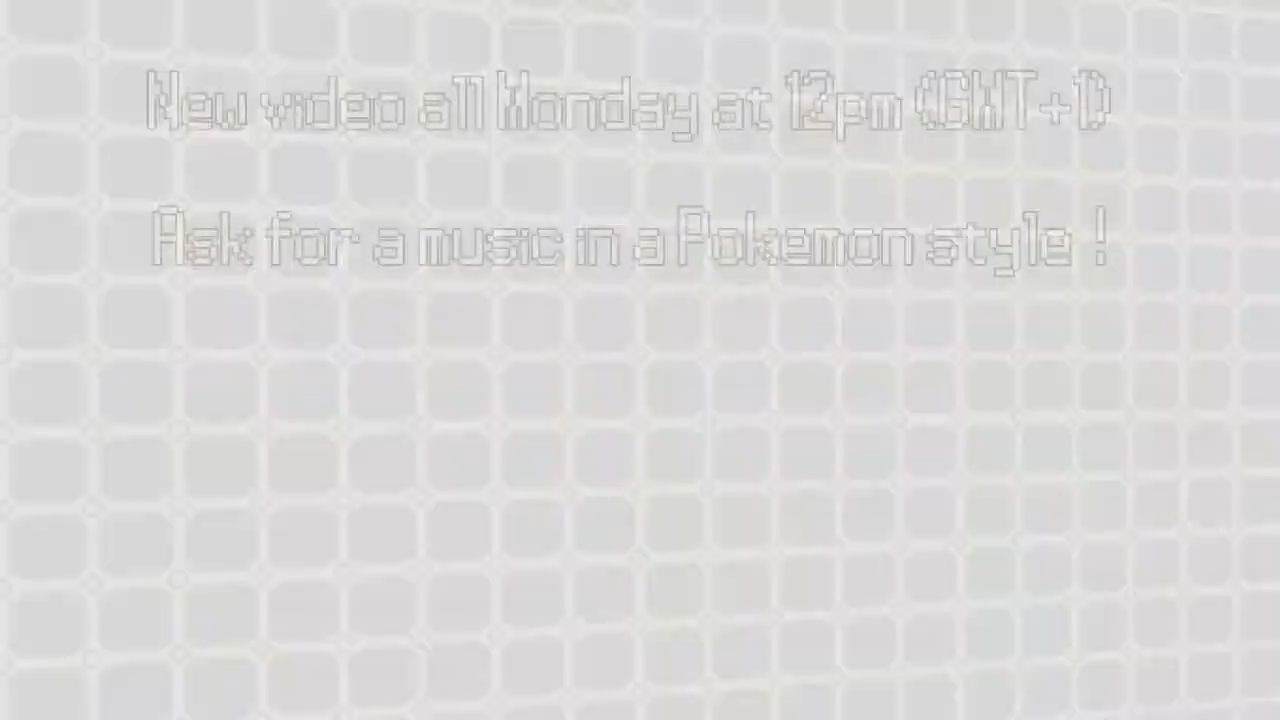 New video all Monday at 12pm (GMT+1)
Ask for a music in a Pokemon style !